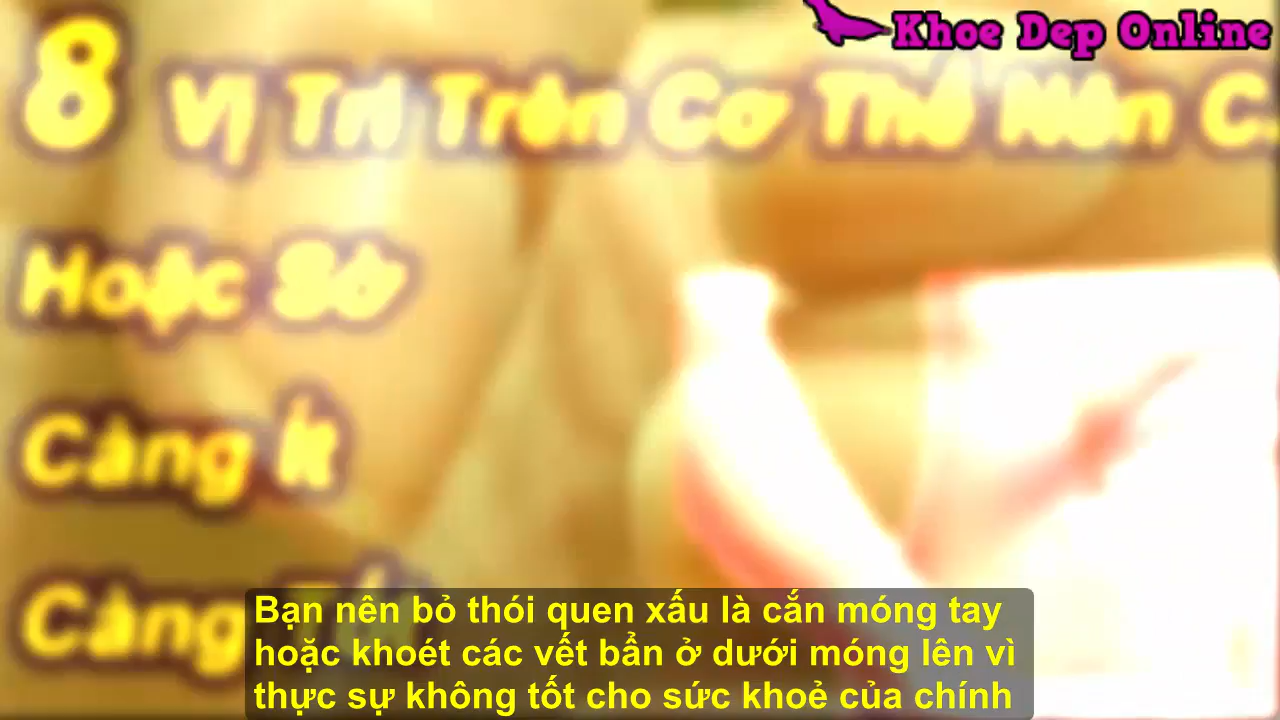 Khoe Dep Online
8 Vị Trí Trên Cơ Thể Nên C.
Hoặc Sờ
Càng Ít
Càng
Bạn nên bỏ thói quen xấu là cắn móng tay
hoặc khoét các vết bẩn ở dưới móng lên vì
thực sự không tốt cho sức khoẻ của chính